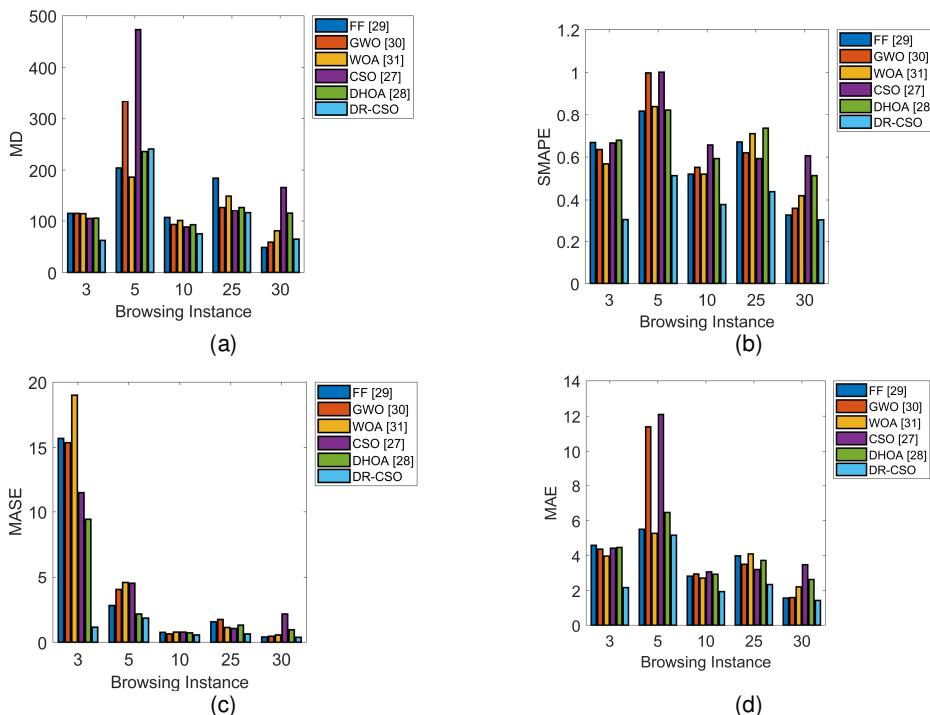 500
400
300
200
100
0
MD
3 5 10 25 30
Browsing Instance
FF [29]
GWO [30]
WOA [31]
CSO [27]
DHOA [28]
DR-CSO
(a)
1.2
1
0.8
0.6
0.4
0.2
0
SMAPE
3 5 10 25 30
Browsing Instance
FF [29]
GWO [30]
WOA [31]
CSO [27]
DHOA [28]
DR-CSO
(b)
20
15
10
5
0
MASE
3 5 10 25 30
Browsing Instance
FF [29]
GWO [30]
WOA [31]
CSO [27]
DHOA [28]
DR-CSO
(c)
14
12
10
8
6
4
2
0
MAE
3 5 10 25 30
Browsing Instance
FF [29]
GWO [30]
WOA [31]
CSO [27]
DHOA [28]
DR-CSO
(d)